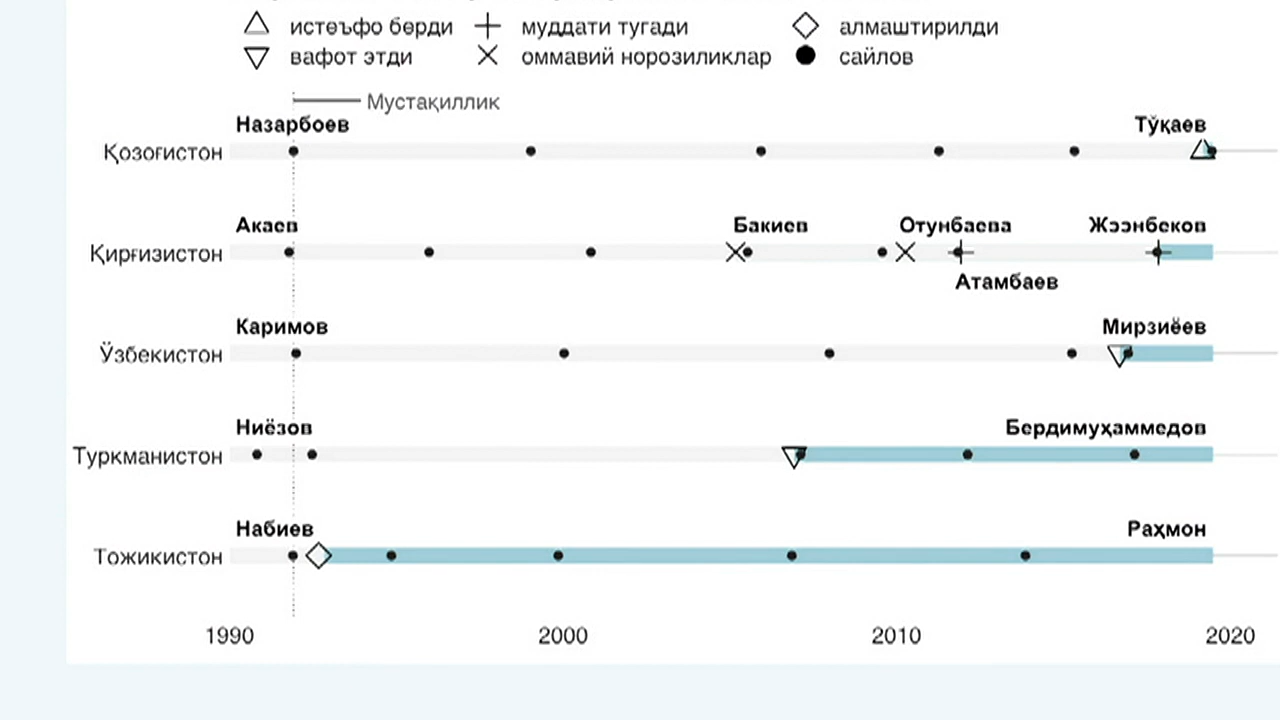 истеъфо берди муддати тугади алмаштирилди
вафот этди оммавий норозиликлар сайлов
Мустақиллик
Назарбоев Тўқаев
Қозоғистон
Акаев Бакиев Отунбаева Жээнбеков
Қирғизистон
Атамбаев
Каримов Мирзиёев
Ўзбекистон
Ниёзов Бердимуҳаммедов
Туркманистон
Набиев Раҳмон
Тожикистон
1990 2000 2010 2020